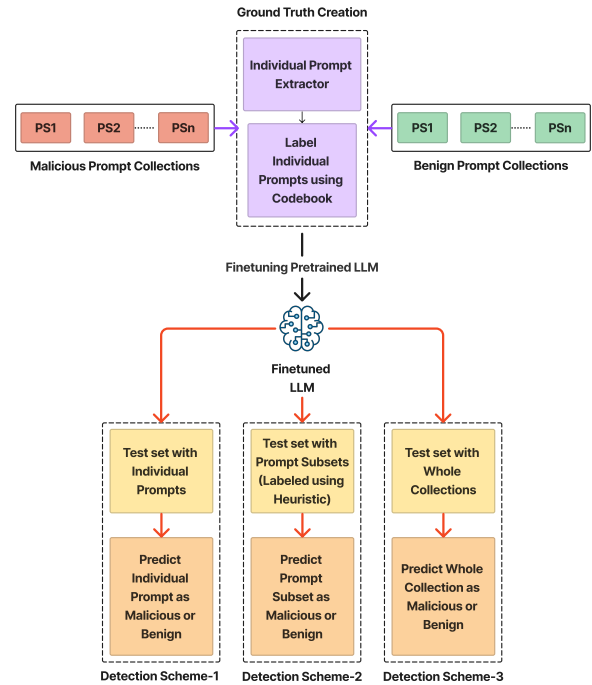 Ground Truth Creation
Individual Prompt
Extractor
PS1 PS2 ........ PSn
Malicious Prompt Collections
Label
Individual
Prompts using
Codebook
PS1 PS2 ........ PSn
Benign Prompt Collections
Finetuning Pretrained LLM
Finetuned
LLM
Test set with
Individual
Prompts
Predict
Individual
Prompt as
Malicious or
Benign
Detection Scheme-1
Test set with
Prompt Subsets
(Labeled using
Heuristic)
Predict
Prompt
Subset as
Malicious or
Benign
Detection Scheme-2
Test set with
Whole
Collections
Predict Whole
Collection as
Malicious or
Benign
Detection Scheme-3